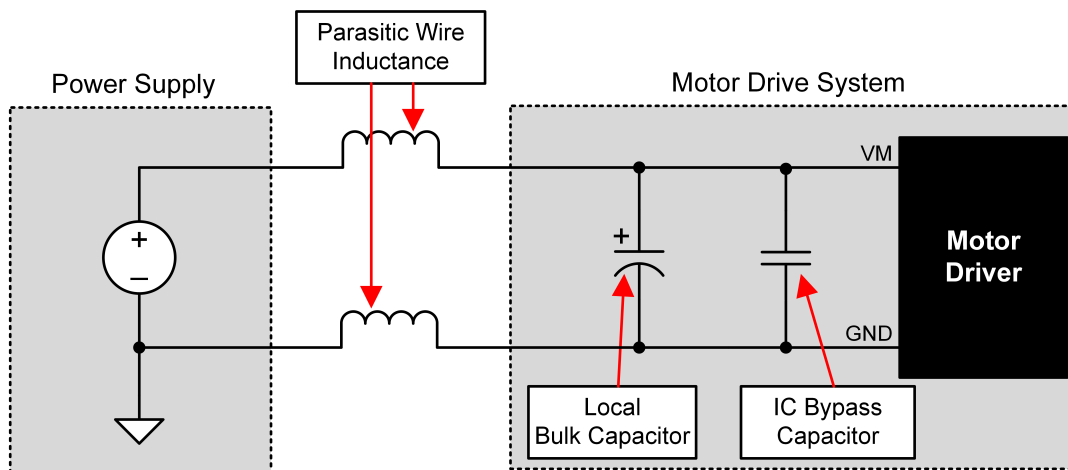 Parasitic Wire
Inductance
Power Supply
Motor Drive System
VM
+
–
+
Motor
Driver
GND
Local
Bulk Capacitor
IC Bypass
Capacitor